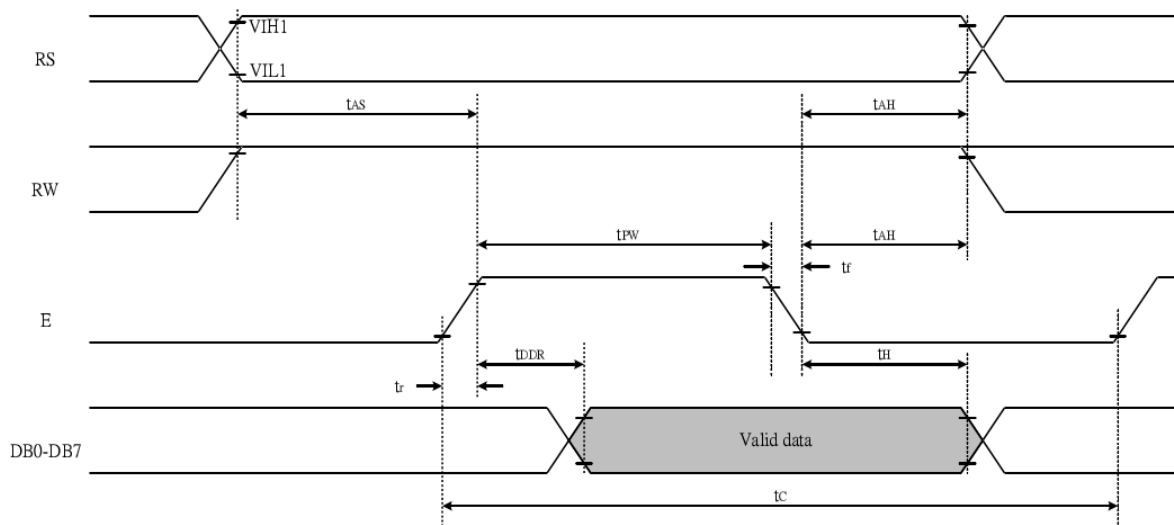 VIH1
RS
VIL1
tAS
tAH
RW
tPW
tAH
tf
E
tDDR
tH
tr
Valid data
DB0-DB7
tC